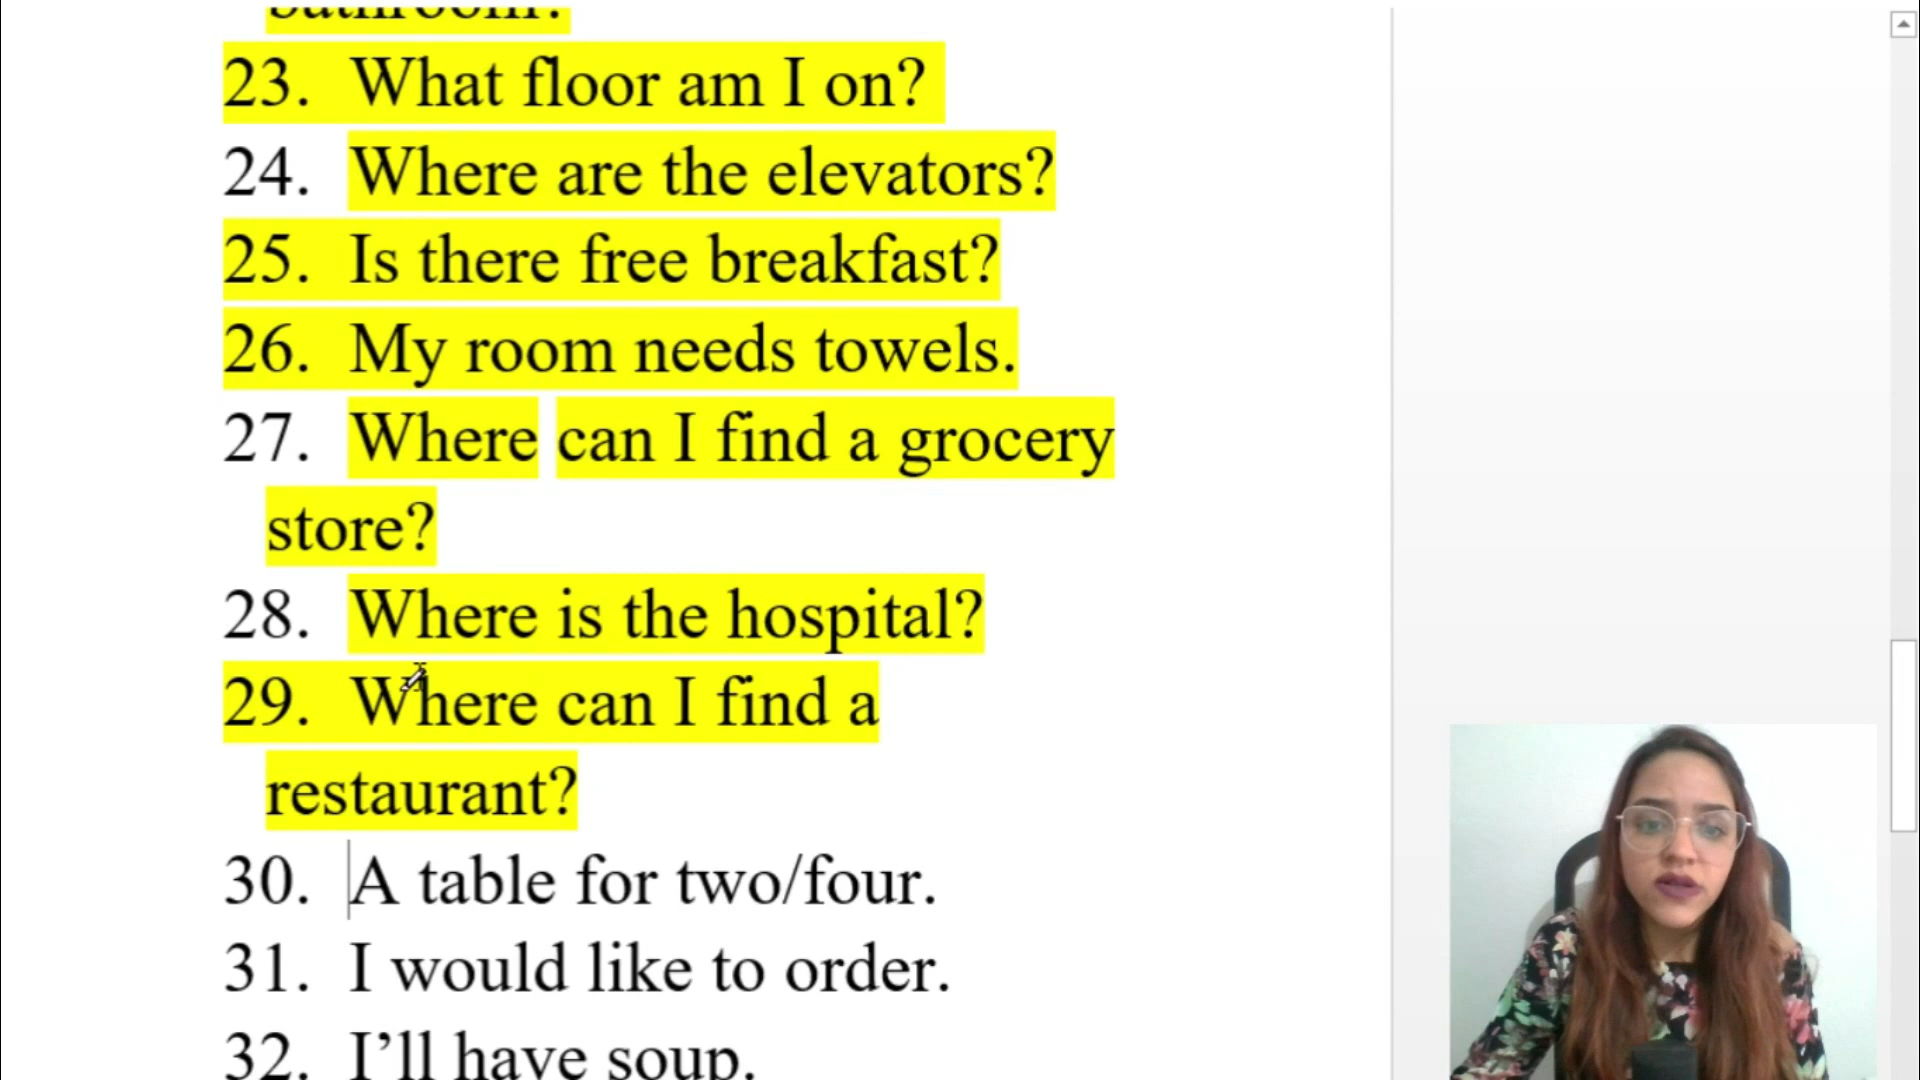 bathroom?
23. What floor am I on?
24. Where are the elevators?
25. Is there free breakfast?
26. My room needs towels.
27. Where can I find a grocery
store?
28. Where is the hospital?
29. Where can I find a
restaurant?
30. A table for two/four.
31. I would like to order.
32. I’ll have soup.